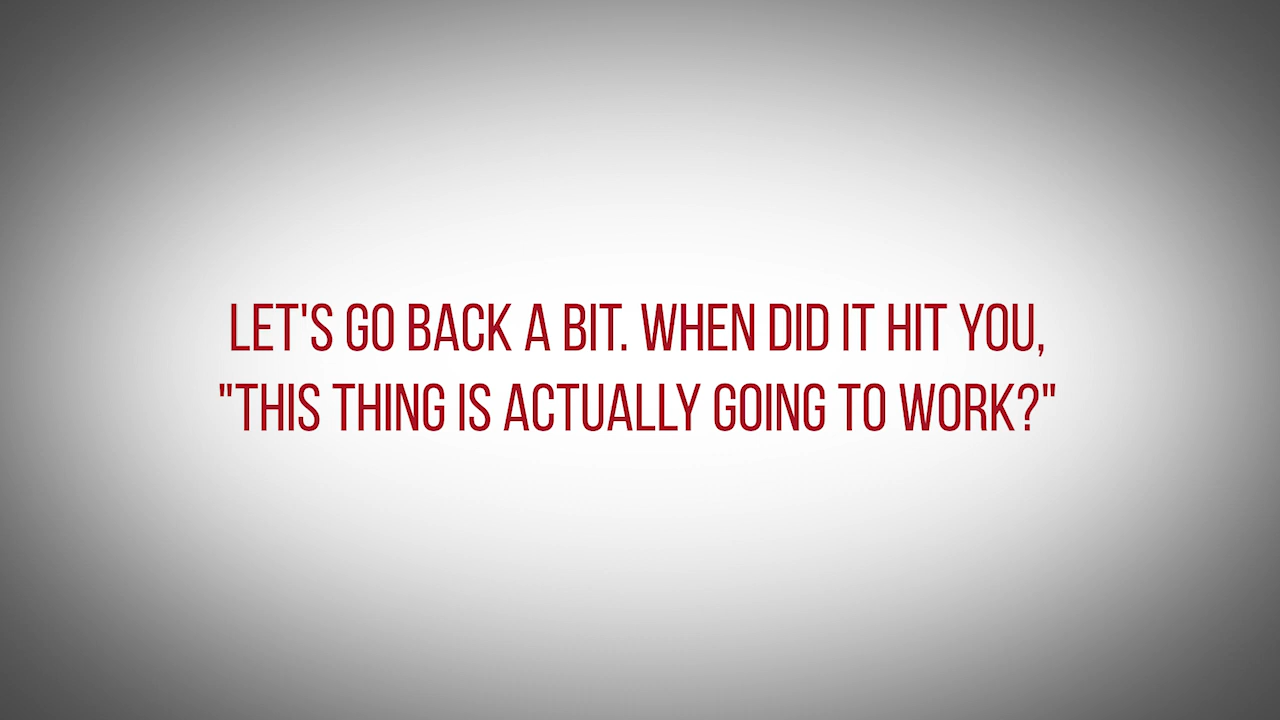 LET'S GO BACK A BIT. WHEN DID IT HIT YOU,
"THIS THING IS ACTUALLY GOING TO WORK?"